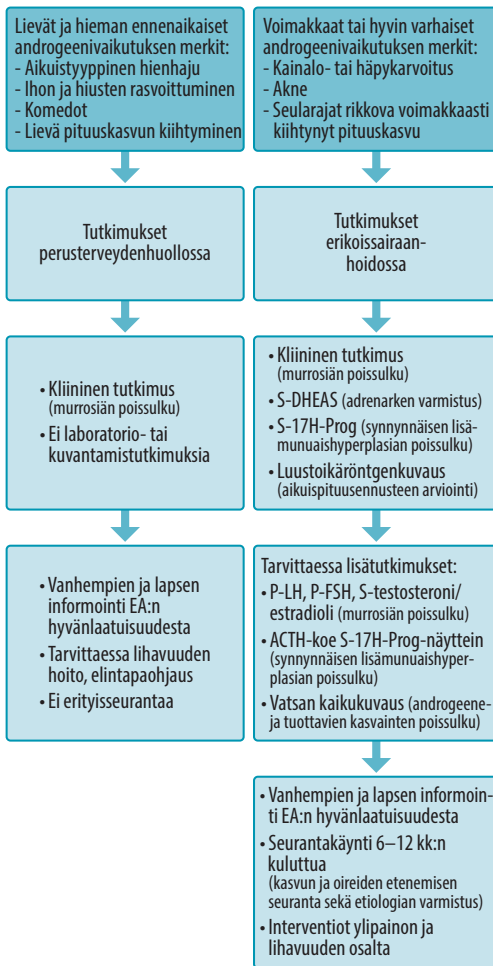 Lievät ja hieman ennenaikaiset
androgeenivaikutuksen merkit:
- Aikuistyyppinen hienhaju
- Ihon ja hiusten rasvoittuminen
- Komedot
- Lievä pituuskasvun kiihtyminen
Tutkimukset
perusterveydenhuollossa
• Kliininen tutkimus
(murrosiän poissulku)
• Ei laboratorio- tai
kuvantamistutkimuksia
• Vanhempien ja lapsen
informointi EA:n
hyvänlaatuisuudesta
• Tarvittaessa lihavuuden
hoito, elintapaohjaus
• Ei erityisseurantaa
Voimakkaat tai hyvin varhaiset
androgeenivaikutuksen merkit:
- Kainalo- tai häpykarvoitus
- Akne
- Seularajat rikkova voimakkaasti
kiihtynyt pituuskasvu
Tutkimukset
erikoissairaan-
hoidossa
• Kliininen tutkimus
(murrosiän poissulku)
• S-DHEAS (adrenarken varmistus)
• S-17H-Prog (synnynnäisen lisä-
munuaishyperplasian poissulku)
• Luustoikäröntgenkuvaus
(aikuispituusennusteen arviointi)
Tarvittaessa lisätutkimukset:
• P-LH, P-FSH, S-testosteroni/
estradioli (murrosiän poissulku)
• ACTH-koe S-17H-Prog-näyttein
(synnynnäisen lisämunuaishyper-
plasian poissulku)
• Vatsan kaikukuvaus (androgeene-
ja tuottavien kasvainten poissulku)
• Vanhempien ja lapsen informoin-
ti EA:n hyvänlaatuisuudesta
• Seurantakäynti 6–12 kk:n
kuluttua
(kasvun ja oireiden etenemisen
seuranta sekä etiologian varmistus)
• Interventiot ylipainon ja
lihavuuden osalta